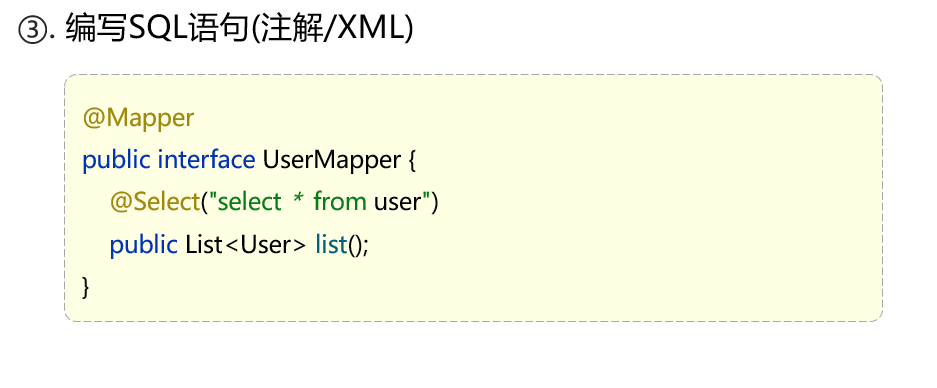 ③. 编写SQL语句(注解/XML)
@Mapper
public interface UserMapper {
@Select("select * from user")
public List<User> list();
}